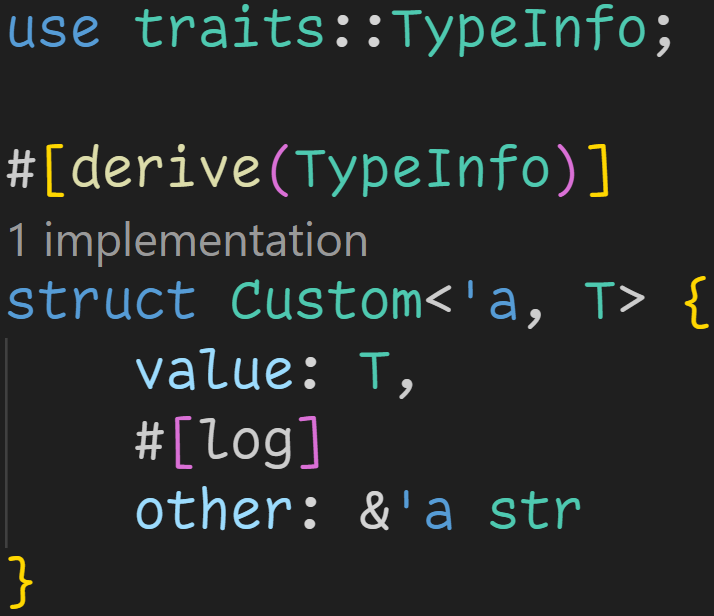 use traits::TypeInfo;
#[derive(TypeInfo)]
1 implementation
struct Custom<'a, T> {
    value: T,
    #[log]
    other: &'a str
}